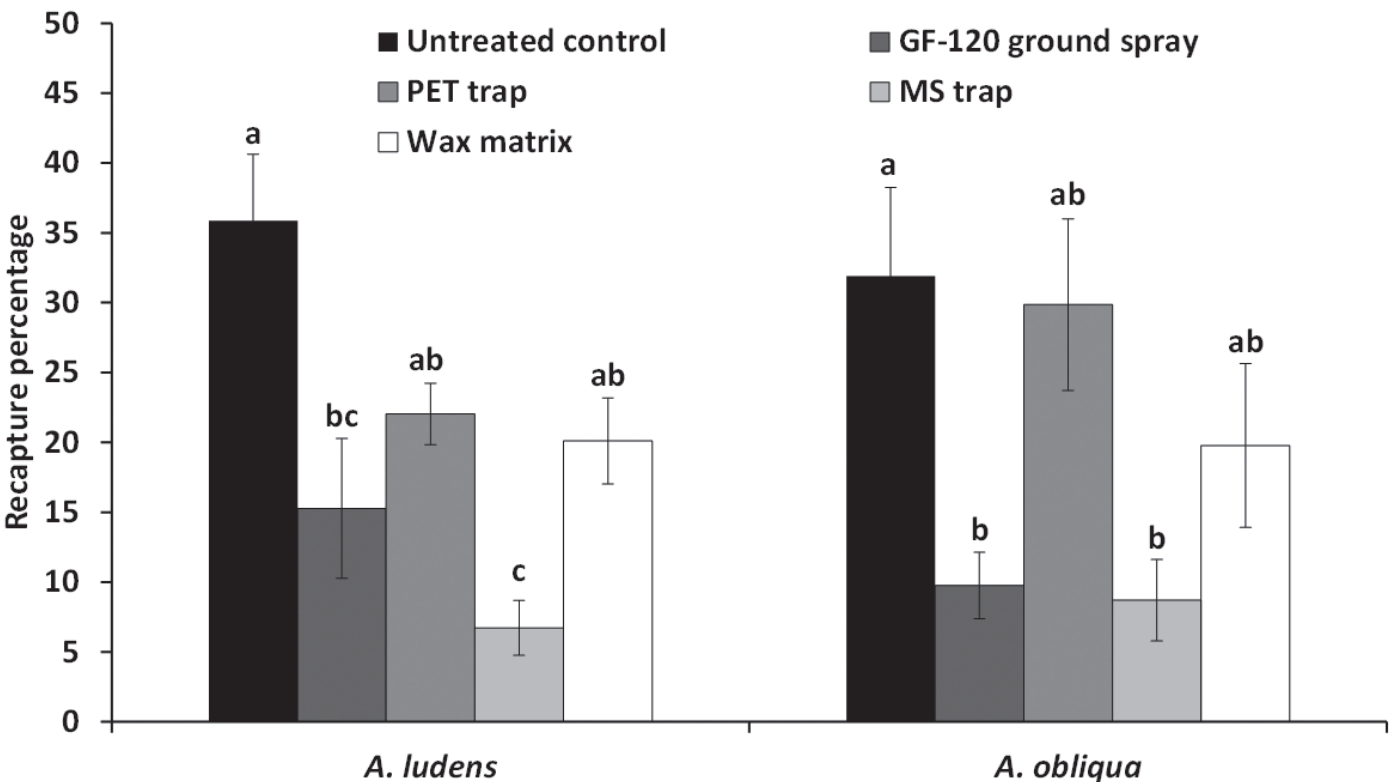 50
45
40
35
30
25
20
15
10
5
0
Recapture percentage
Untreated control
GF-120 ground spray
PET trap
MS trap
Wax matrix
a
bc
ab
c
ab
a
b
ab
b
ab
A. ludens
A. obliqua